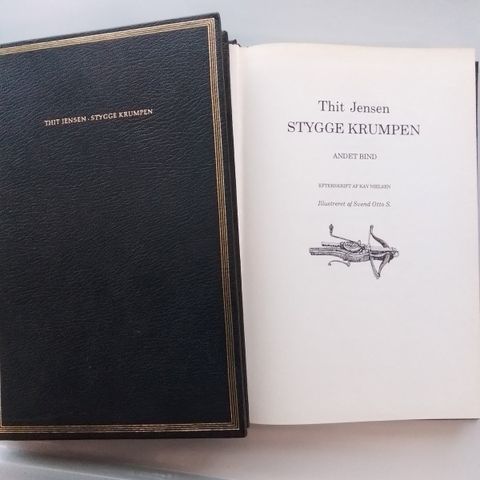 THIT JENSEN · STYGGE KRUMPEN
Thit Jensen
STYGGE KRUMPEN
ANDET BIND
EFTERSKRIFT AF KAY NIELSEN
Illustreret af Svend Otto S.